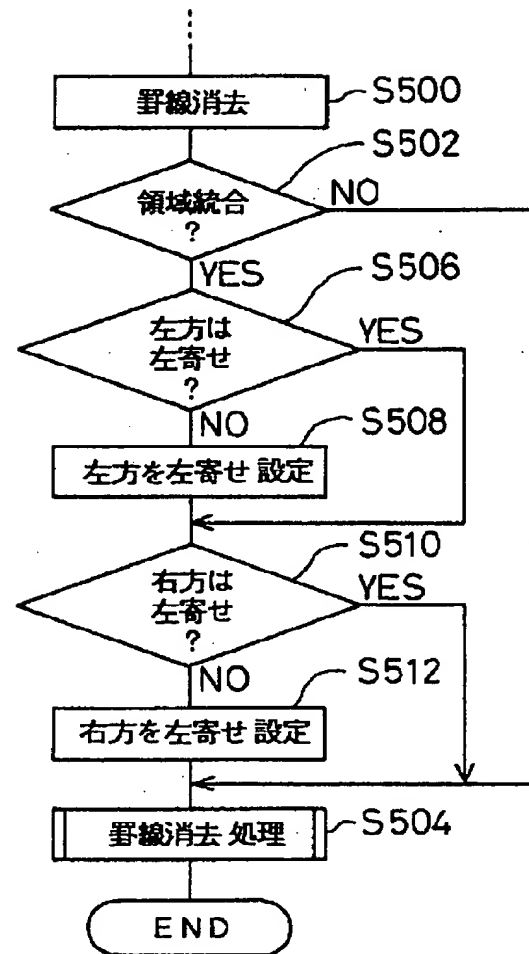 罫線消去
S500
S502
領域統合
?
NO
YES
S506
左方は
左寄せ
?
YES
NO
S508
左方を左寄せ 設定
S510
右方は
左寄せ
?
YES
NO
S512
右方を左寄せ 設定
罫線消去 処理
S504
END